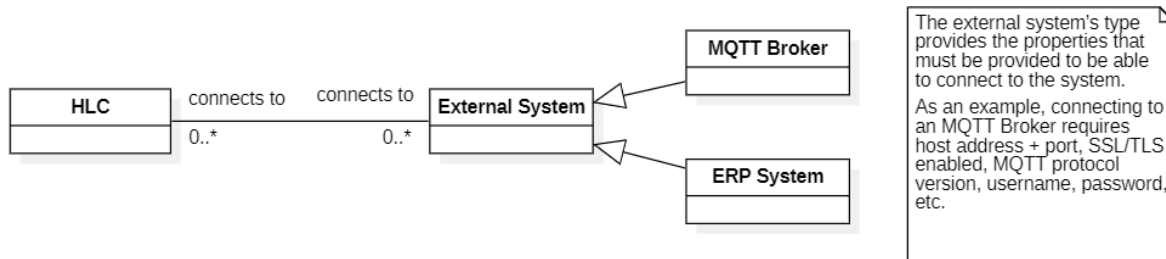 HLC
connects to
0..*
connects to
0..*
External System
MQTT Broker
ERP System
The external system's type
provides the properties that
must be provided to be able
to connect to the system.
As an example, connecting to
an MQTT Broker requires
host address + port, SSL/TLS
enabled, MQTT protocol
version, username, password,
etc.